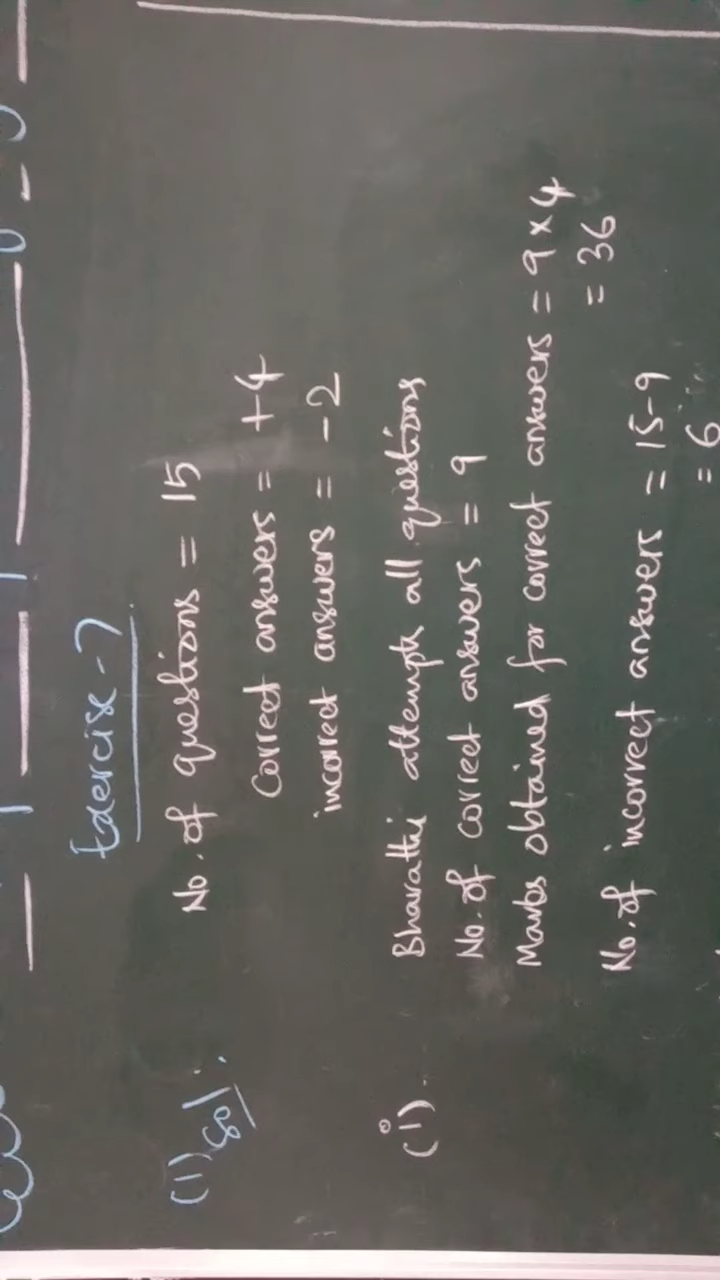 Exercise-7
(1) Sol: No. of questions = 15
Correct answers = +4
incorrect answers = -2
(i). Bharathi attempts all questions
No. of correct answers = 9
Marks obtained for correct answers = 9 × 4
= 36
No. of incorrect answers = 15-9
= 6